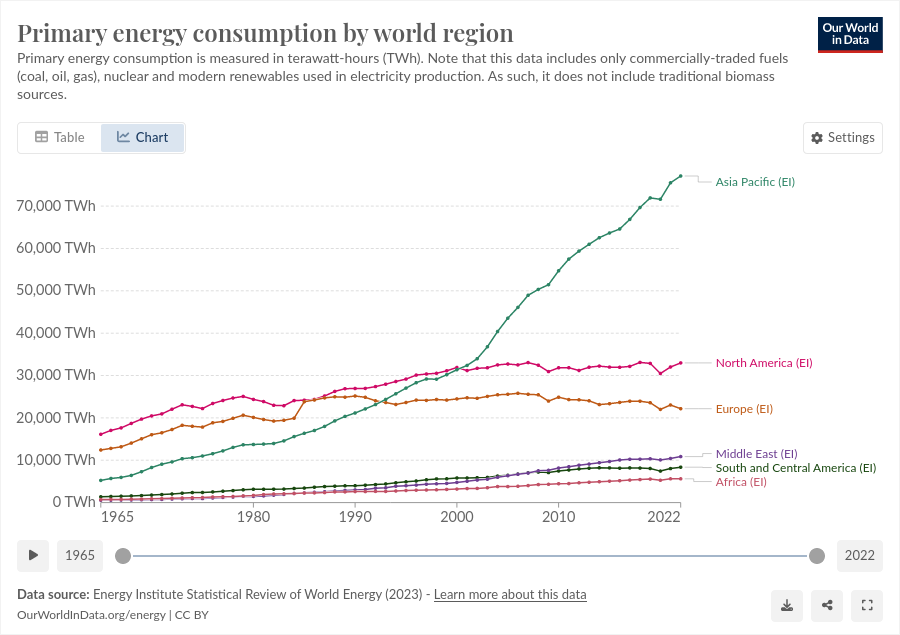 Primary energy consumption by world region
Our World
in Data
Primary energy consumption is measured in terawatt-hours (TWh). Note that this data includes only commercially-traded fuels
(coal, oil, gas), nuclear and modern renewables used in electricity production. As such, it does not include traditional biomass
sources.
Table
Chart
Settings
Asia Pacific (EI)
70,000 TWh
60,000 TWh
50,000 TWh
40,000 TWh
North America (EI)
30,000 TWh
Europe (EI)
20,000 TWh
Middle East (EI)
10,000 TWh
South and Central America (EI)
Africa (EI)
0 TWh
1965 1980 1990 2000 2010 2022
1965
2022
Data source: Energy Institute Statistical Review of World Energy (2023) - Learn more about this data
OurWorldInData.org/energy | CC BY